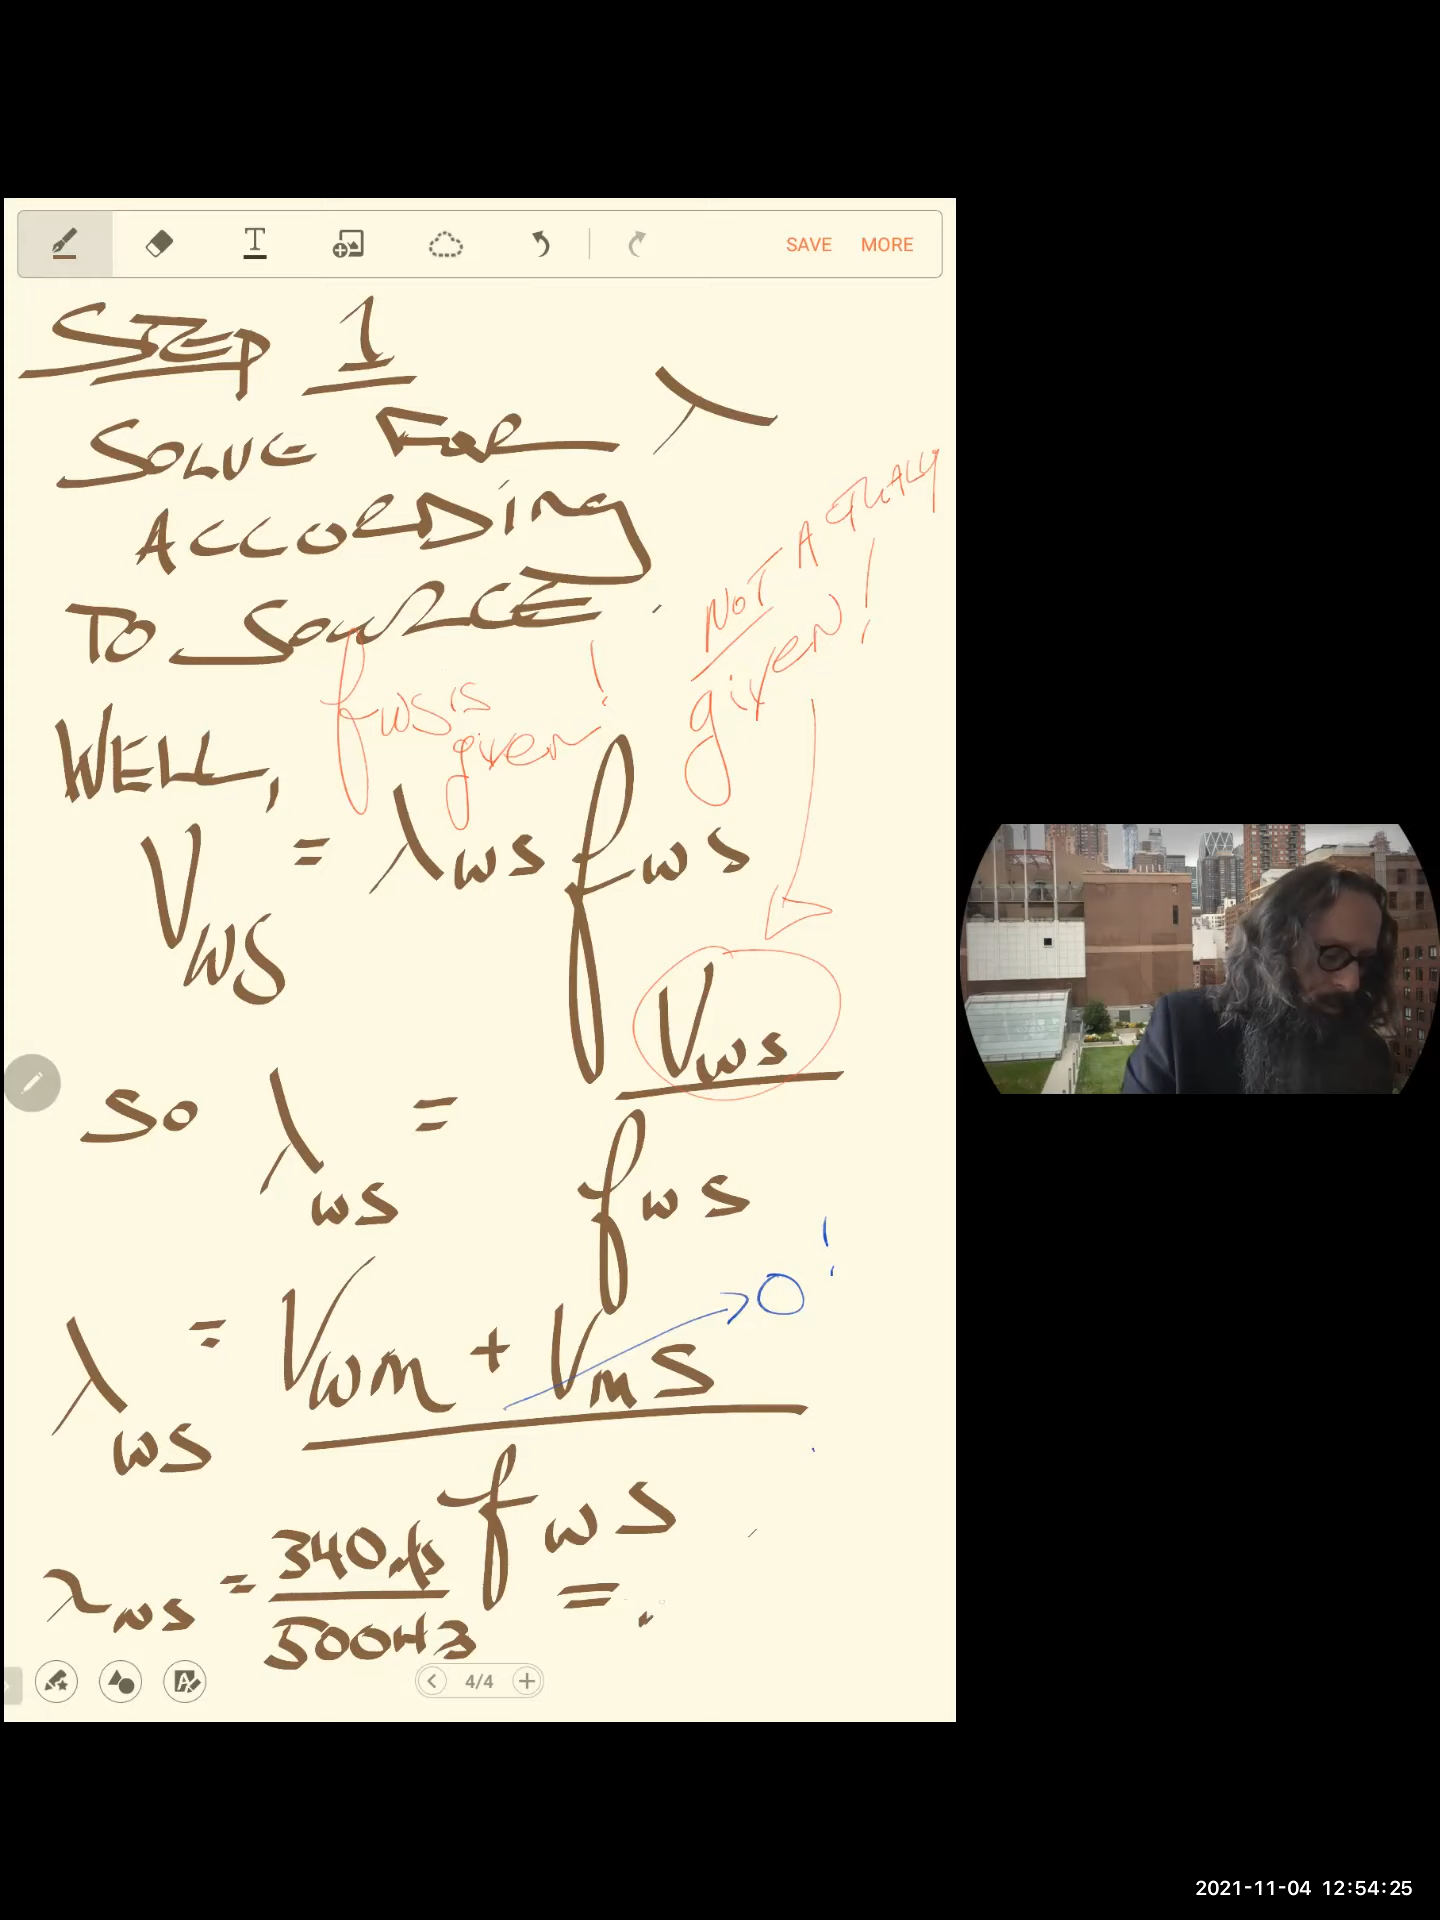 SAVE MORE
STEP 1
SOLVE FOR λ
ACCORDING
TO SOURCE.
NOT ACTUALLY
given!
fws is
given!
WELL,
Vws = λws fws
So λws = Vws
fws
λws = Vwm + Vms → 0!
fws
λws = 340 m/s =.
500Hz
4/4
2021-11-04 12:54:25